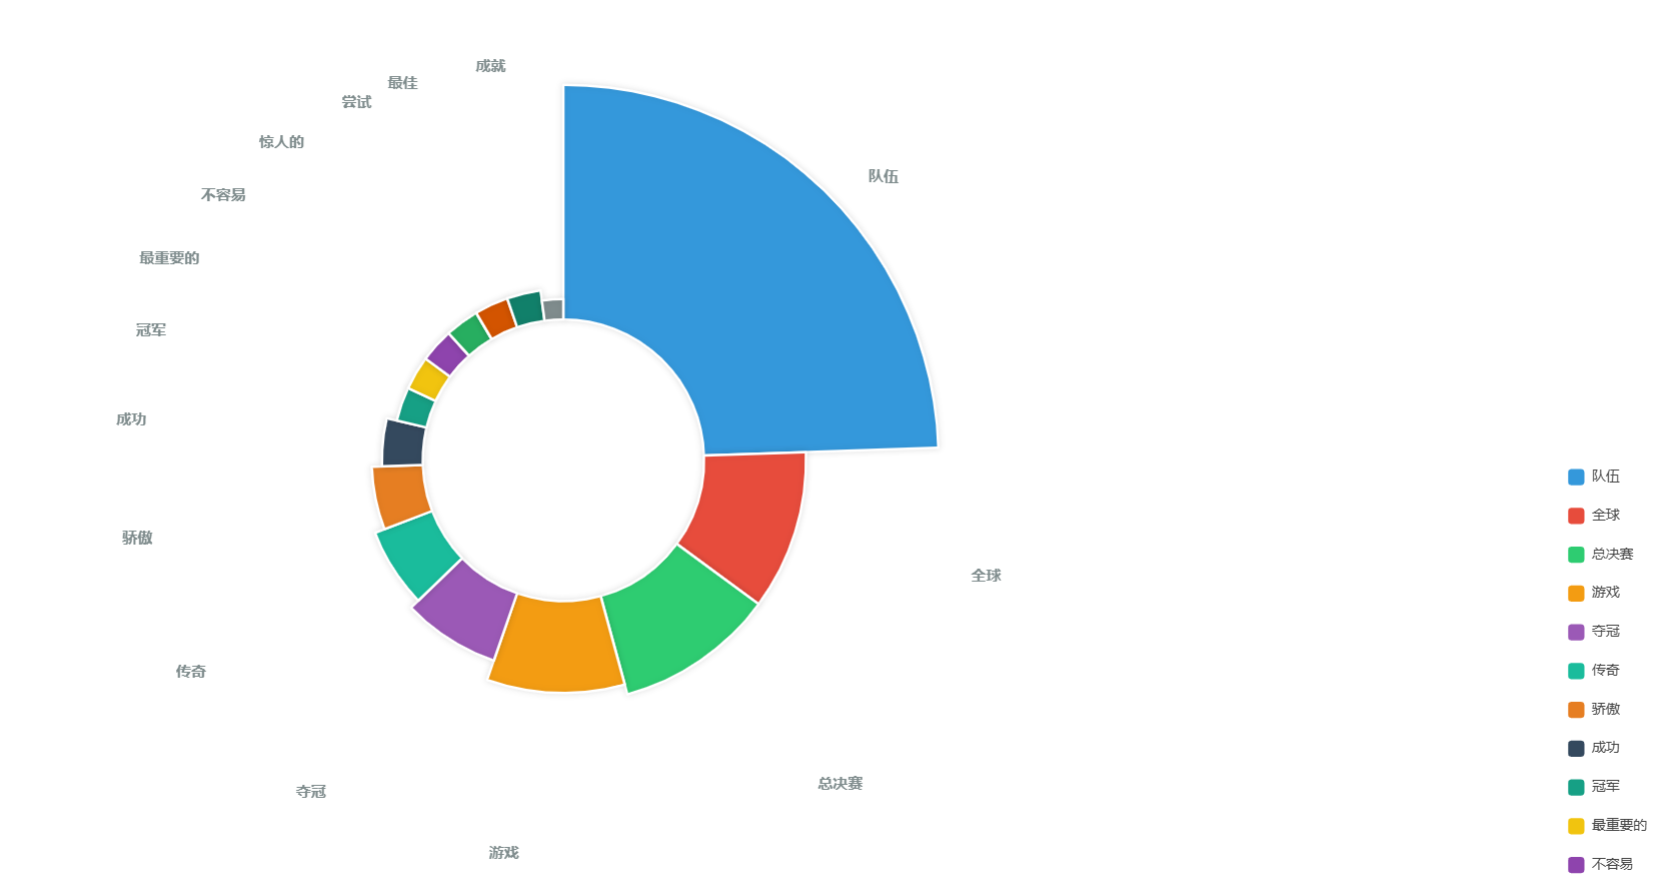 成就
最佳
尝试
惊人的
不容易
最重要的
冠军
成功
骄傲
传奇
夺冠
游戏
总决赛
全球
队伍
队伍
全球
总决赛
游戏
夺冠
传奇
骄傲
成功
冠军
最重要的
不容易